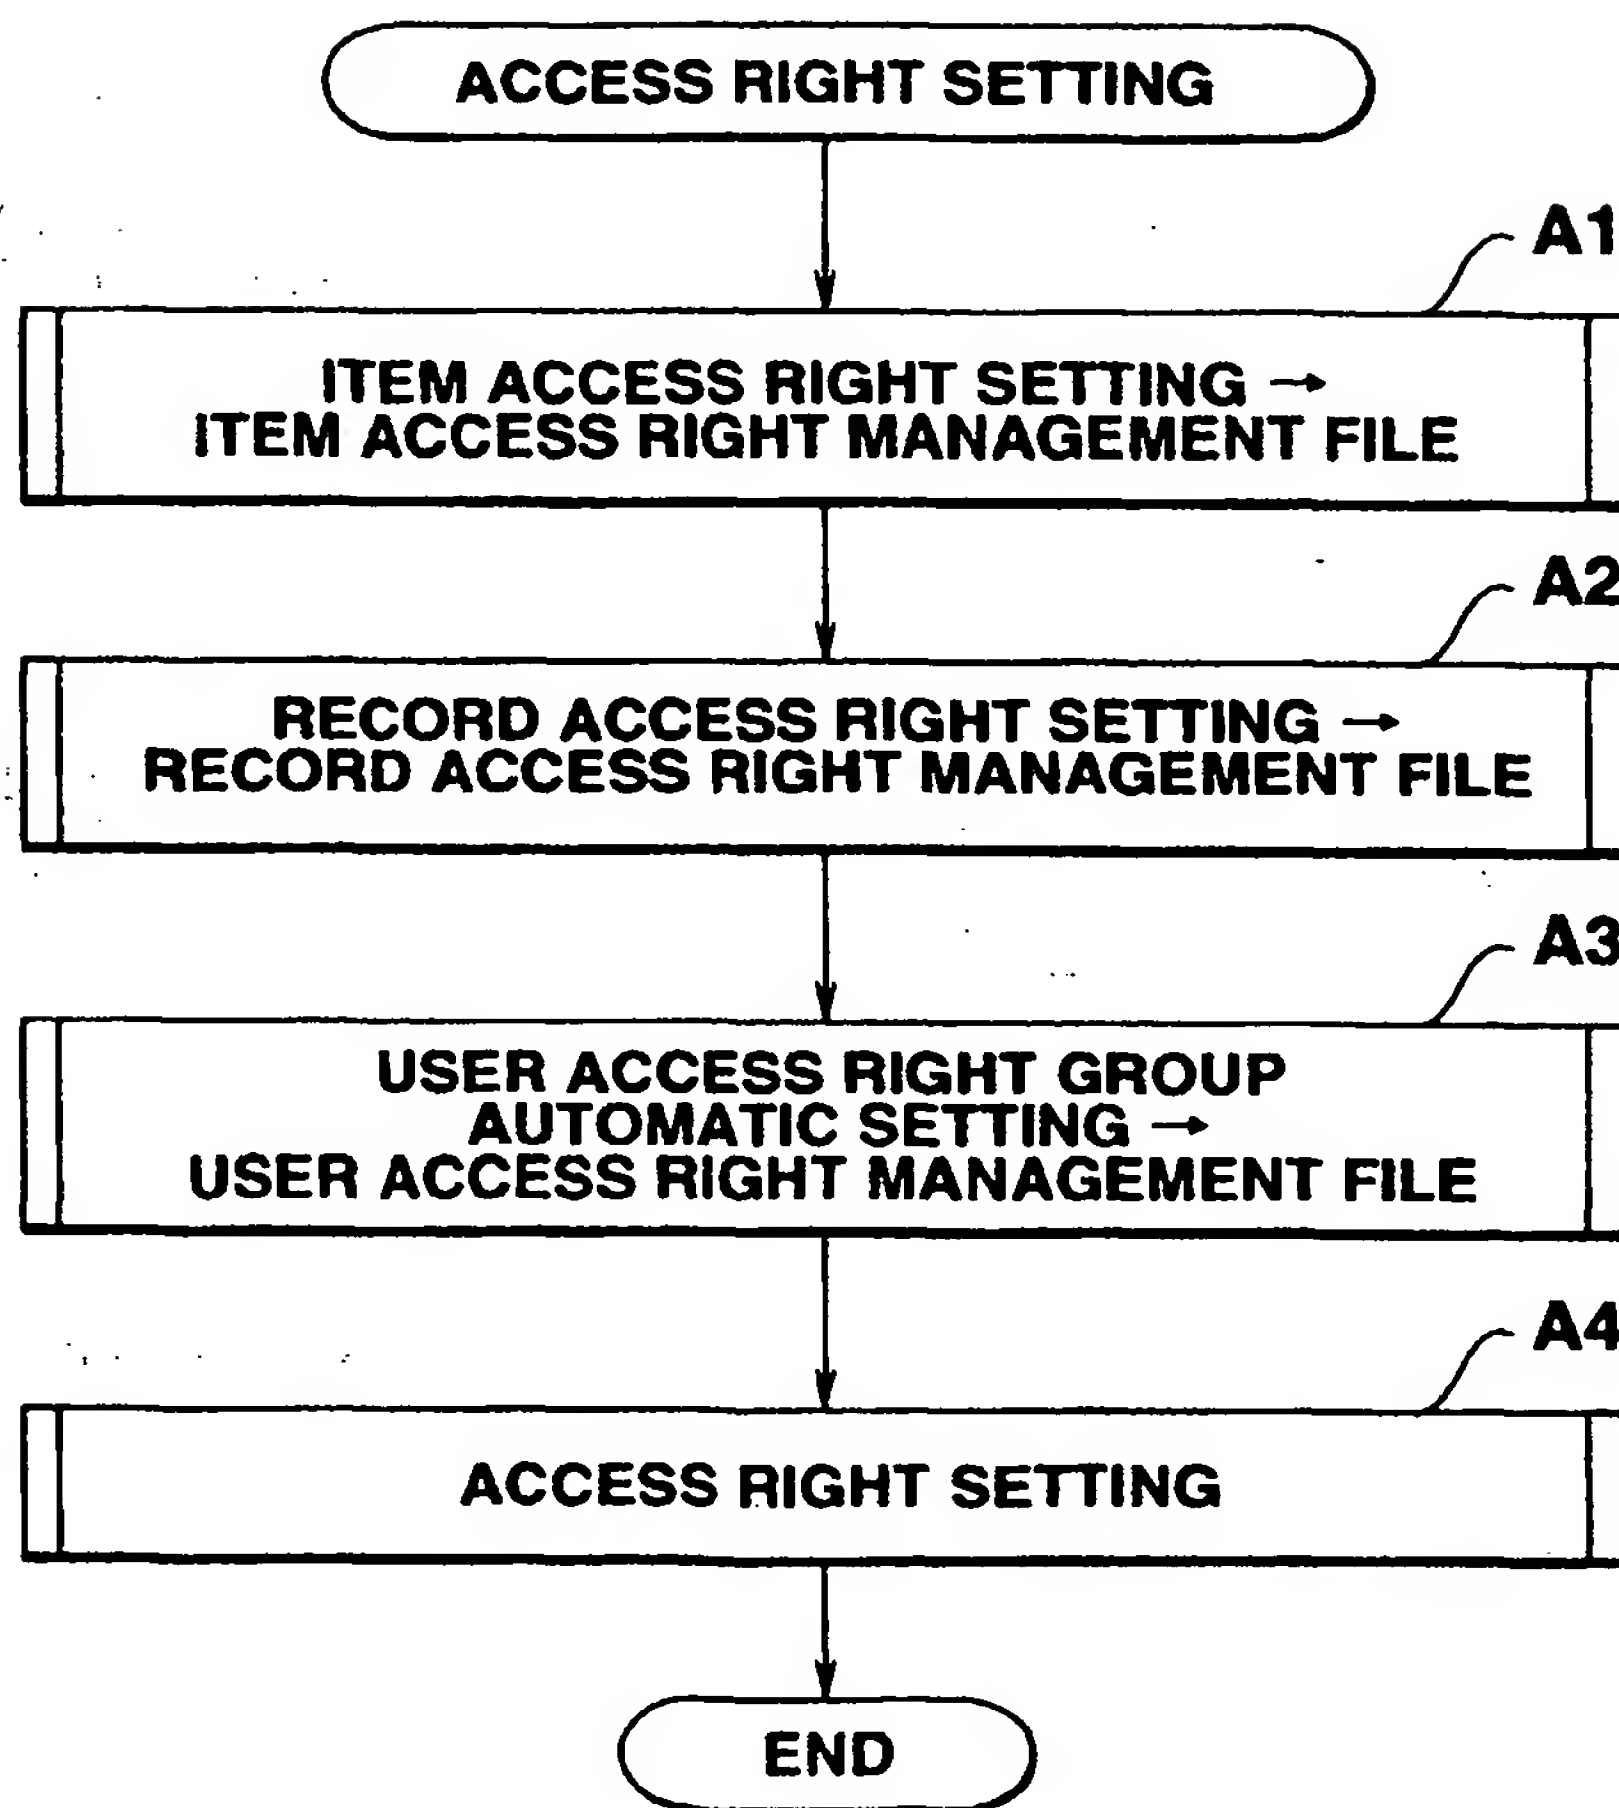 ACCESS RIGHT SETTING
A1
ITEM ACCESS RIGHT SETTING →
ITEM ACCESS RIGHT MANAGEMENT FILE
A2
RECORD ACCESS RIGHT SETTING →
RECORD ACCESS RIGHT MANAGEMENT FILE
A3
USER ACCESS RIGHT GROUP
AUTOMATIC SETTING →
USER ACCESS RIGHT MANAGEMENT FILE
A4
ACCESS RIGHT SETTING
END